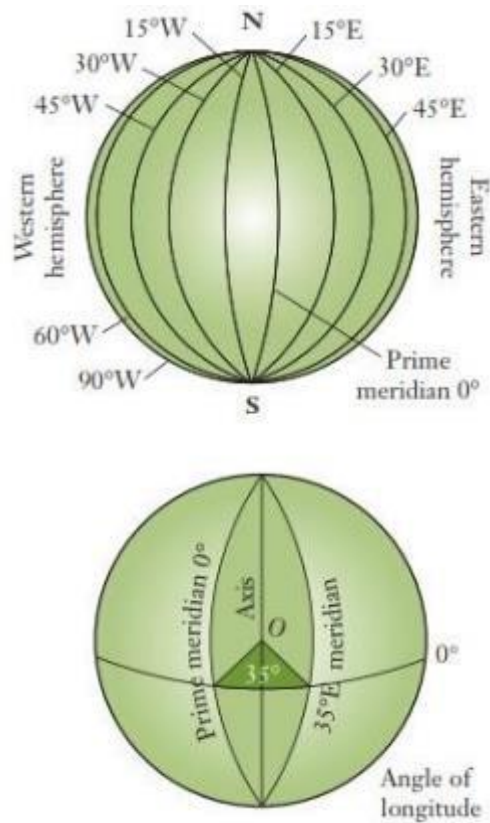 N
15°W
15°E
30°W
30°E
45°W
45°E
Western
hemisphere
Eastern
hemisphere
60°W
90°W
Prime
meridian 0°
S
Prime meridian 0°
Axis
O
35°
35°E meridian
0°
Angle of
longitude